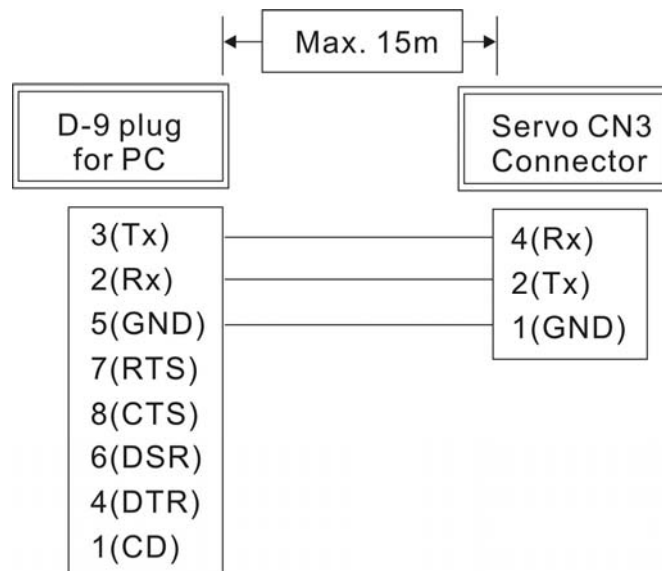 Max. 15m
D-9 plug
for PC
Servo CN3
Connector
3(Tx)
2(Rx)
5(GND)
7(RTS)
8(CTS)
6(DSR)
4(DTR)
1(CD)
4(Rx)
2(Tx)
1(GND)